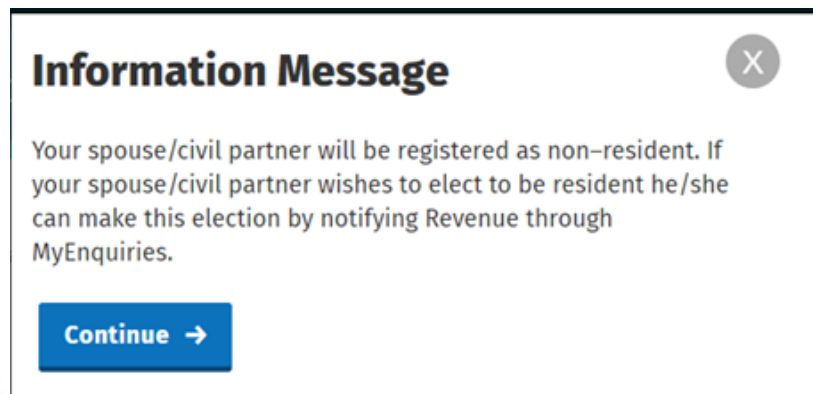 Information Message
X
Your spouse/civil partner will be registered as non–resident. If
your spouse/civil partner wishes to elect to be resident he/she
can make this election by notifying Revenue through
MyEnquiries.
Continue →